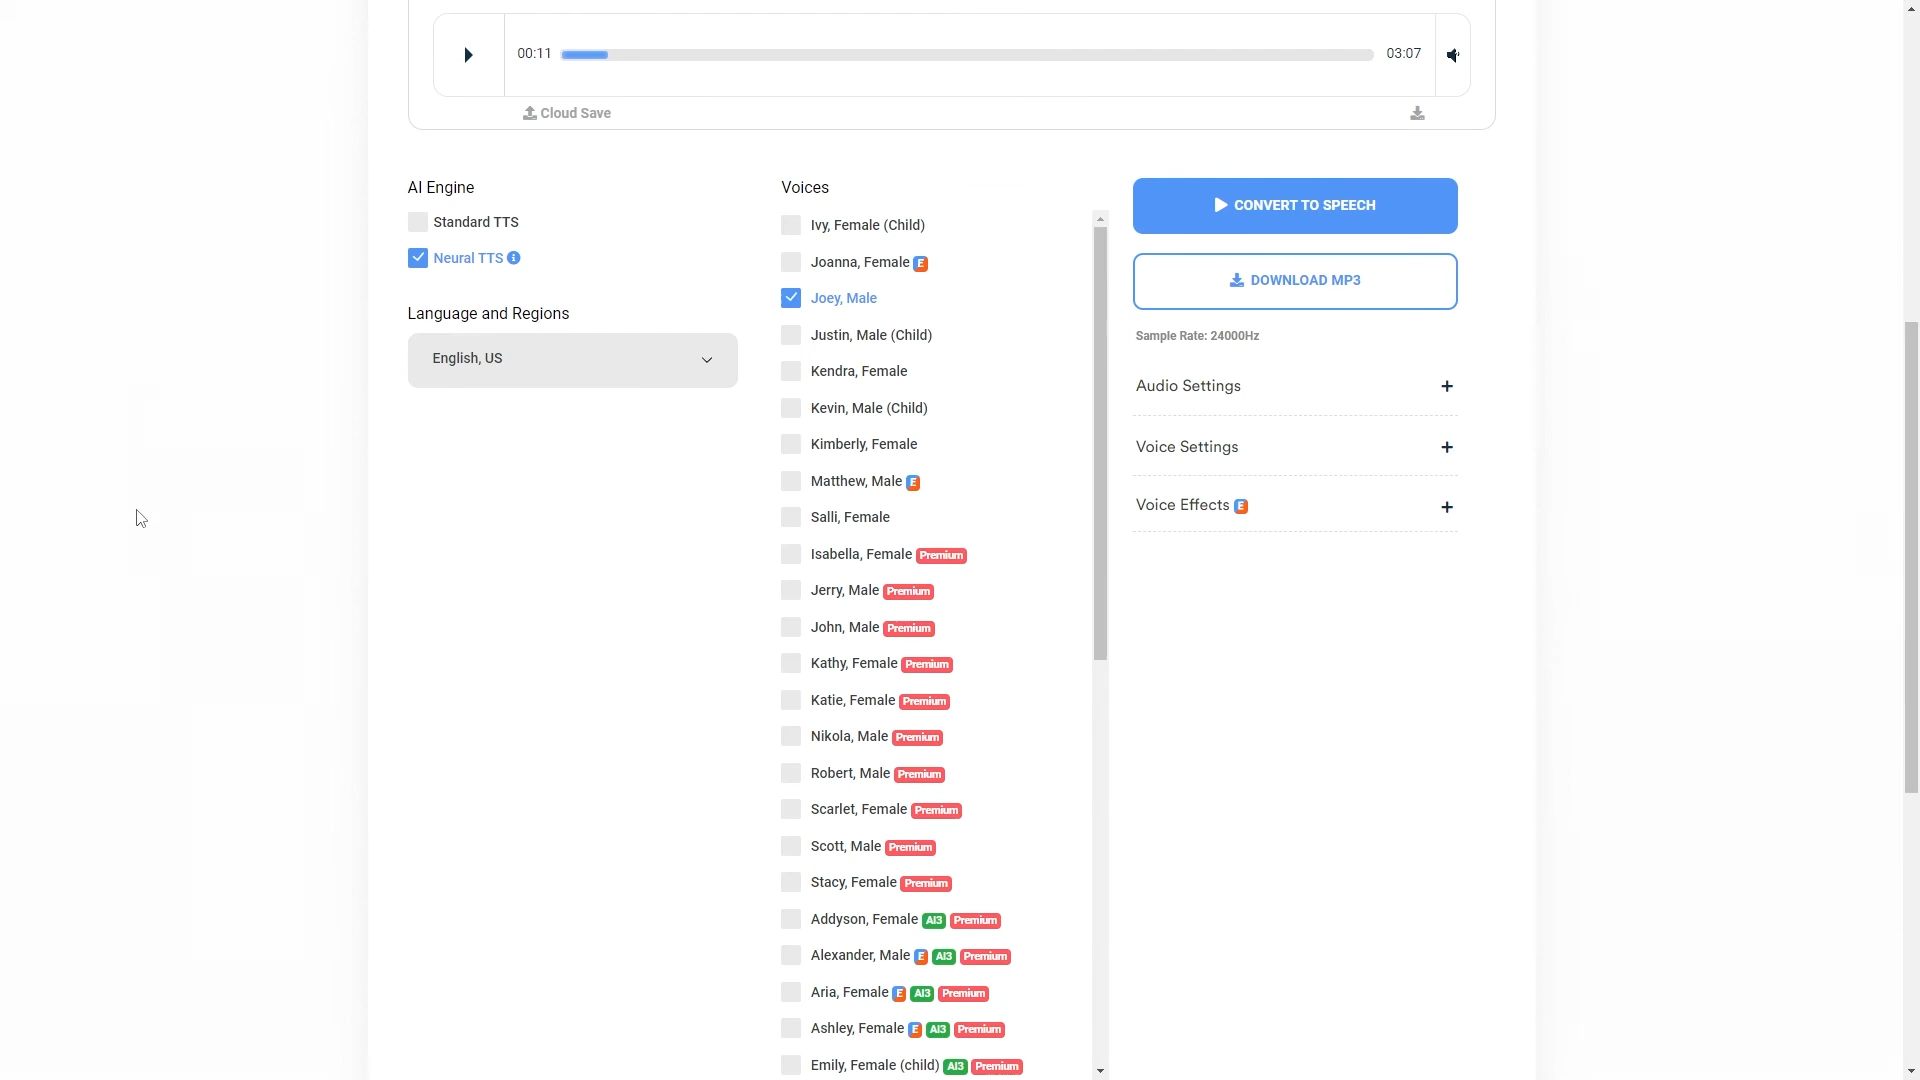 00:11
03:07
Cloud Save
AI Engine
Standard TTS
Neural TTS
Language and Regions
English, US
Voices
Ivy, Female (Child)
Joanna, Female E
Joey, Male
Justin, Male (Child)
Kendra, Female
Kevin, Male (Child)
Kimberly, Female
Matthew, Male E
Salli, Female
Isabella, Female Premium
Jerry, Male Premium
John, Male Premium
Kathy, Female Premium
Katie, Female Premium
Nikola, Male Premium
Robert, Male Premium
Scarlet, Female Premium
Scott, Male Premium
Stacy, Female Premium
Addyson, Female AI3 Premium
Alexander, Male E AI3 Premium
Aria, Female E AI3 Premium
Ashley, Female E AI3 Premium
Emily, Female (child) AI3 Premium
CONVERT TO SPEECH
DOWNLOAD MP3
Sample Rate: 24000Hz
Audio Settings
Voice Settings
Voice Effects E